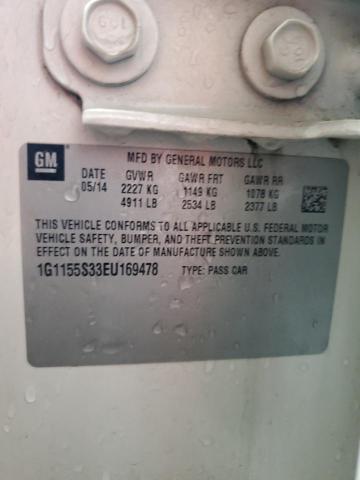 GM
MFD BY GENERAL MOTORS LLC
DATE GVWR GAWR FRT GAWR RR
05/14 2227 KG 1149 KG 1078 KG
4911 LB 2534 LB 2377 LB
THIS VEHICLE CONFORMS TO ALL APPLICABLE U.S. FEDERAL MOTOR
VEHICLE SAFETY, BUMPER, AND THEFT PREVENTION STANDARDS IN
EFFECT ON THE DATE OF MANUFACTURE SHOWN ABOVE.
1G1155S33EU169478 TYPE: PASS CAR